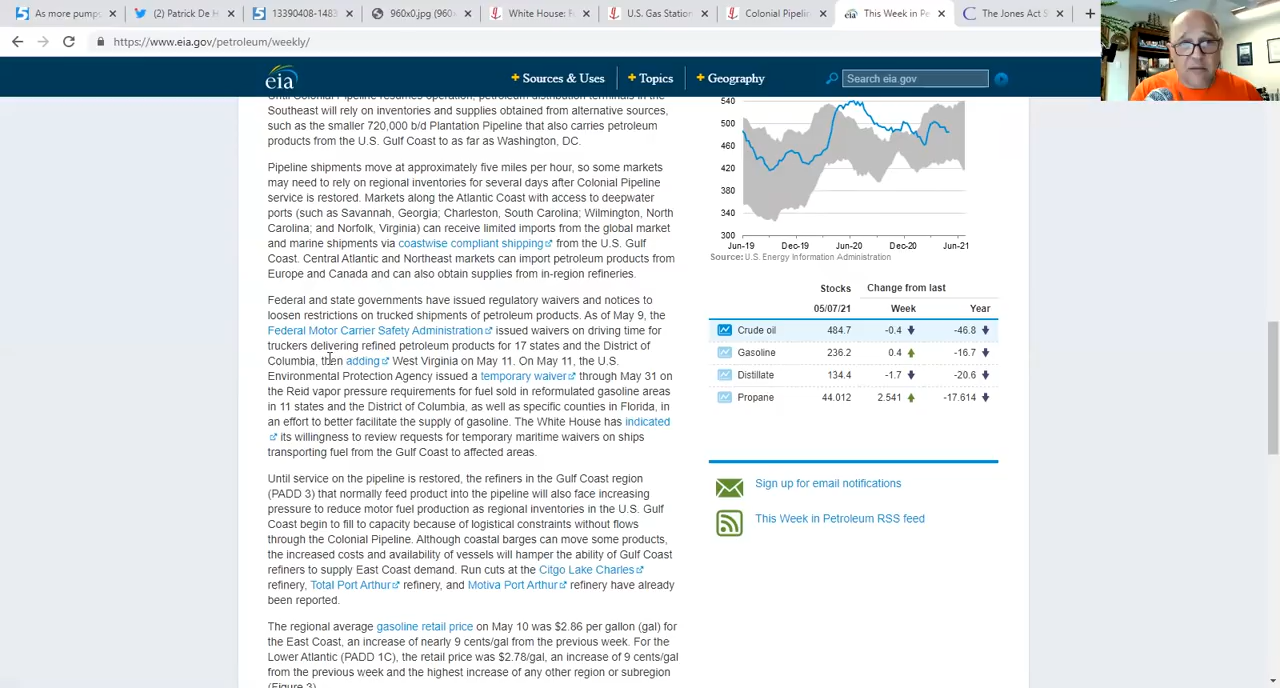 As more pumps
(2) Patrick De H
13390408-1483
960x0.jpg (960×
White House: F
U.S. Gas Station
Colonial Pipelin
This Week in Pe
The Jones Act S
https://www.eia.gov/petroleum/weekly/
eia
+ Sources & Uses
+ Topics
+ Geography
Search eia.gov
Until Colonial Pipeline resumes operation, petroleum distribution terminals in the
Southeast will rely on inventories and supplies obtained from alternative sources,
such as the smaller 720,000 b/d Plantation Pipeline that also carries petroleum
products from the U.S. Gulf Coast to as far as Washington, DC.
Pipeline shipments move at approximately five miles per hour, so some markets
may need to rely on regional inventories for several days after Colonial Pipeline
service is restored. Markets along the Atlantic Coast with access to deepwater
ports (such as Savannah, Georgia; Charleston, South Carolina; Wilmington, North
Carolina; and Norfolk, Virginia) can receive limited imports from the global market
and marine shipments via coastwise compliant shipping from the U.S. Gulf
Coast. Central Atlantic and Northeast markets can import petroleum products from
Europe and Canada and can also obtain supplies from in-region refineries.
Federal and state governments have issued regulatory waivers and notices to
loosen restrictions on trucked shipments of petroleum products. As of May 9, the
Federal Motor Carrier Safety Administration issued waivers on driving time for
truckers delivering refined petroleum products for 17 states and the District of
Columbia, then adding West Virginia on May 11. On May 11, the U.S.
Environmental Protection Agency issued a temporary waiver through May 31 on
the Reid vapor pressure requirements for fuel sold in reformulated gasoline areas
in 11 states and the District of Columbia, as well as specific counties in Florida, in
an effort to better facilitate the supply of gasoline. The White House has indicated
its willingness to review requests for temporary maritime waivers on ships
transporting fuel from the Gulf Coast to affected areas.
Until service on the pipeline is restored, the refiners in the Gulf Coast region
(PADD 3) that normally feed product into the pipeline will also face increasing
pressure to reduce motor fuel production as regional inventories in the U.S. Gulf
Coast begin to fill to capacity because of logistical constraints without flows
through the Colonial Pipeline. Although coastal barges can move some products,
the increased costs and availability of vessels will hamper the ability of Gulf Coast
refiners to supply East Coast demand. Run cuts at the Citgo Lake Charles
refinery, Total Port Arthur refinery, and Motiva Port Arthur refinery have already
been reported.
The regional average gasoline retail price on May 10 was $2.86 per gallon (gal) for
the East Coast, an increase of nearly 9 cents/gal from the previous week. For the
Lower Atlantic (PADD 1C), the retail price was $2.78/gal, an increase of 9 cents/gal
from the previous week and the highest increase of any other region or subregion
(Figure 3).
540
500
460
420
380
340
300
Jun-19 Dec-19 Jun-20 Dec-20 Jun-21
Source: U.S. Energy Information Administration
Stocks Change from last
05/07/21 Week Year
Crude oil 484.7 -0.4 -46.8
Gasoline 236.2 0.4 -16.7
Distillate 134.4 -1.7 -20.6
Propane 44.012 2.541 -17.614
Sign up for email notifications
This Week in Petroleum RSS feed